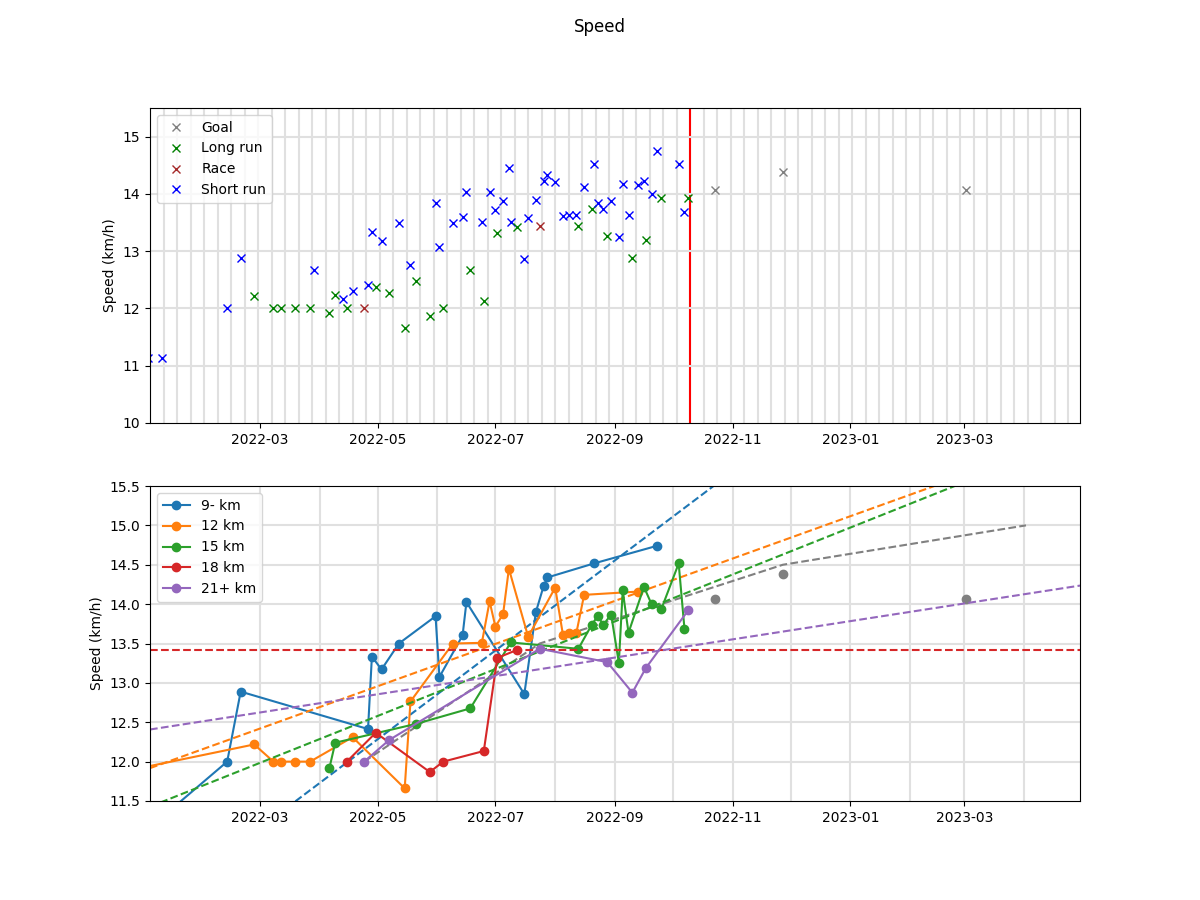 Speed
Speed (km/h)
15
14
13
12
11
10
Goal
Long run
Race
Short run
2022-03 2022-05 2022-07 2022-09 2022-11 2023-01 2023-03
Speed (km/h)
15.5
15.0
14.5
14.0
13.5
13.0
12.5
12.0
11.5
9- km
12 km
15 km
18 km
21+ km
2022-03 2022-05 2022-07 2022-09 2022-11 2023-01 2023-03